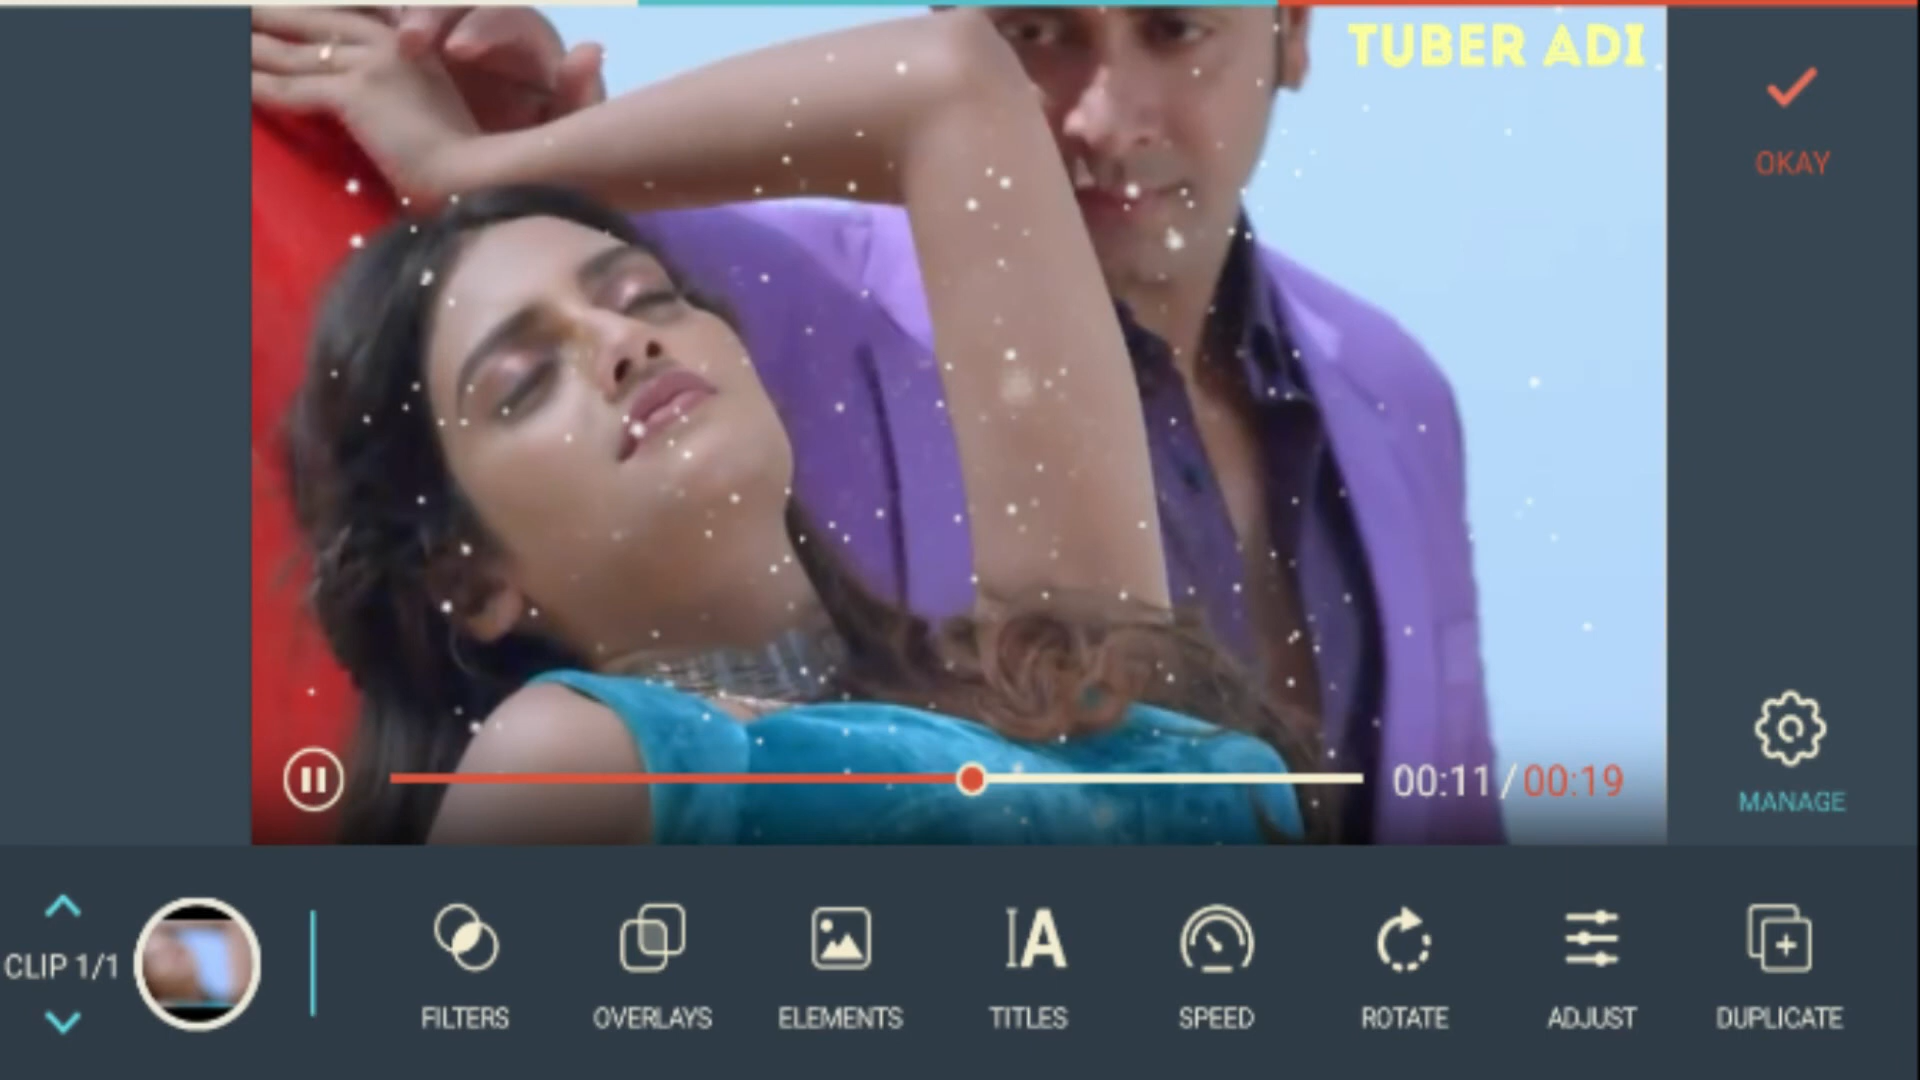 TUBER ADI
OKAY
00:11/00:19
MANAGE
CLIP 1/1
FILTERS
OVERLAYS
ELEMENTS
TITLES
SPEED
ROTATE
ADJUST
DUPLICATE